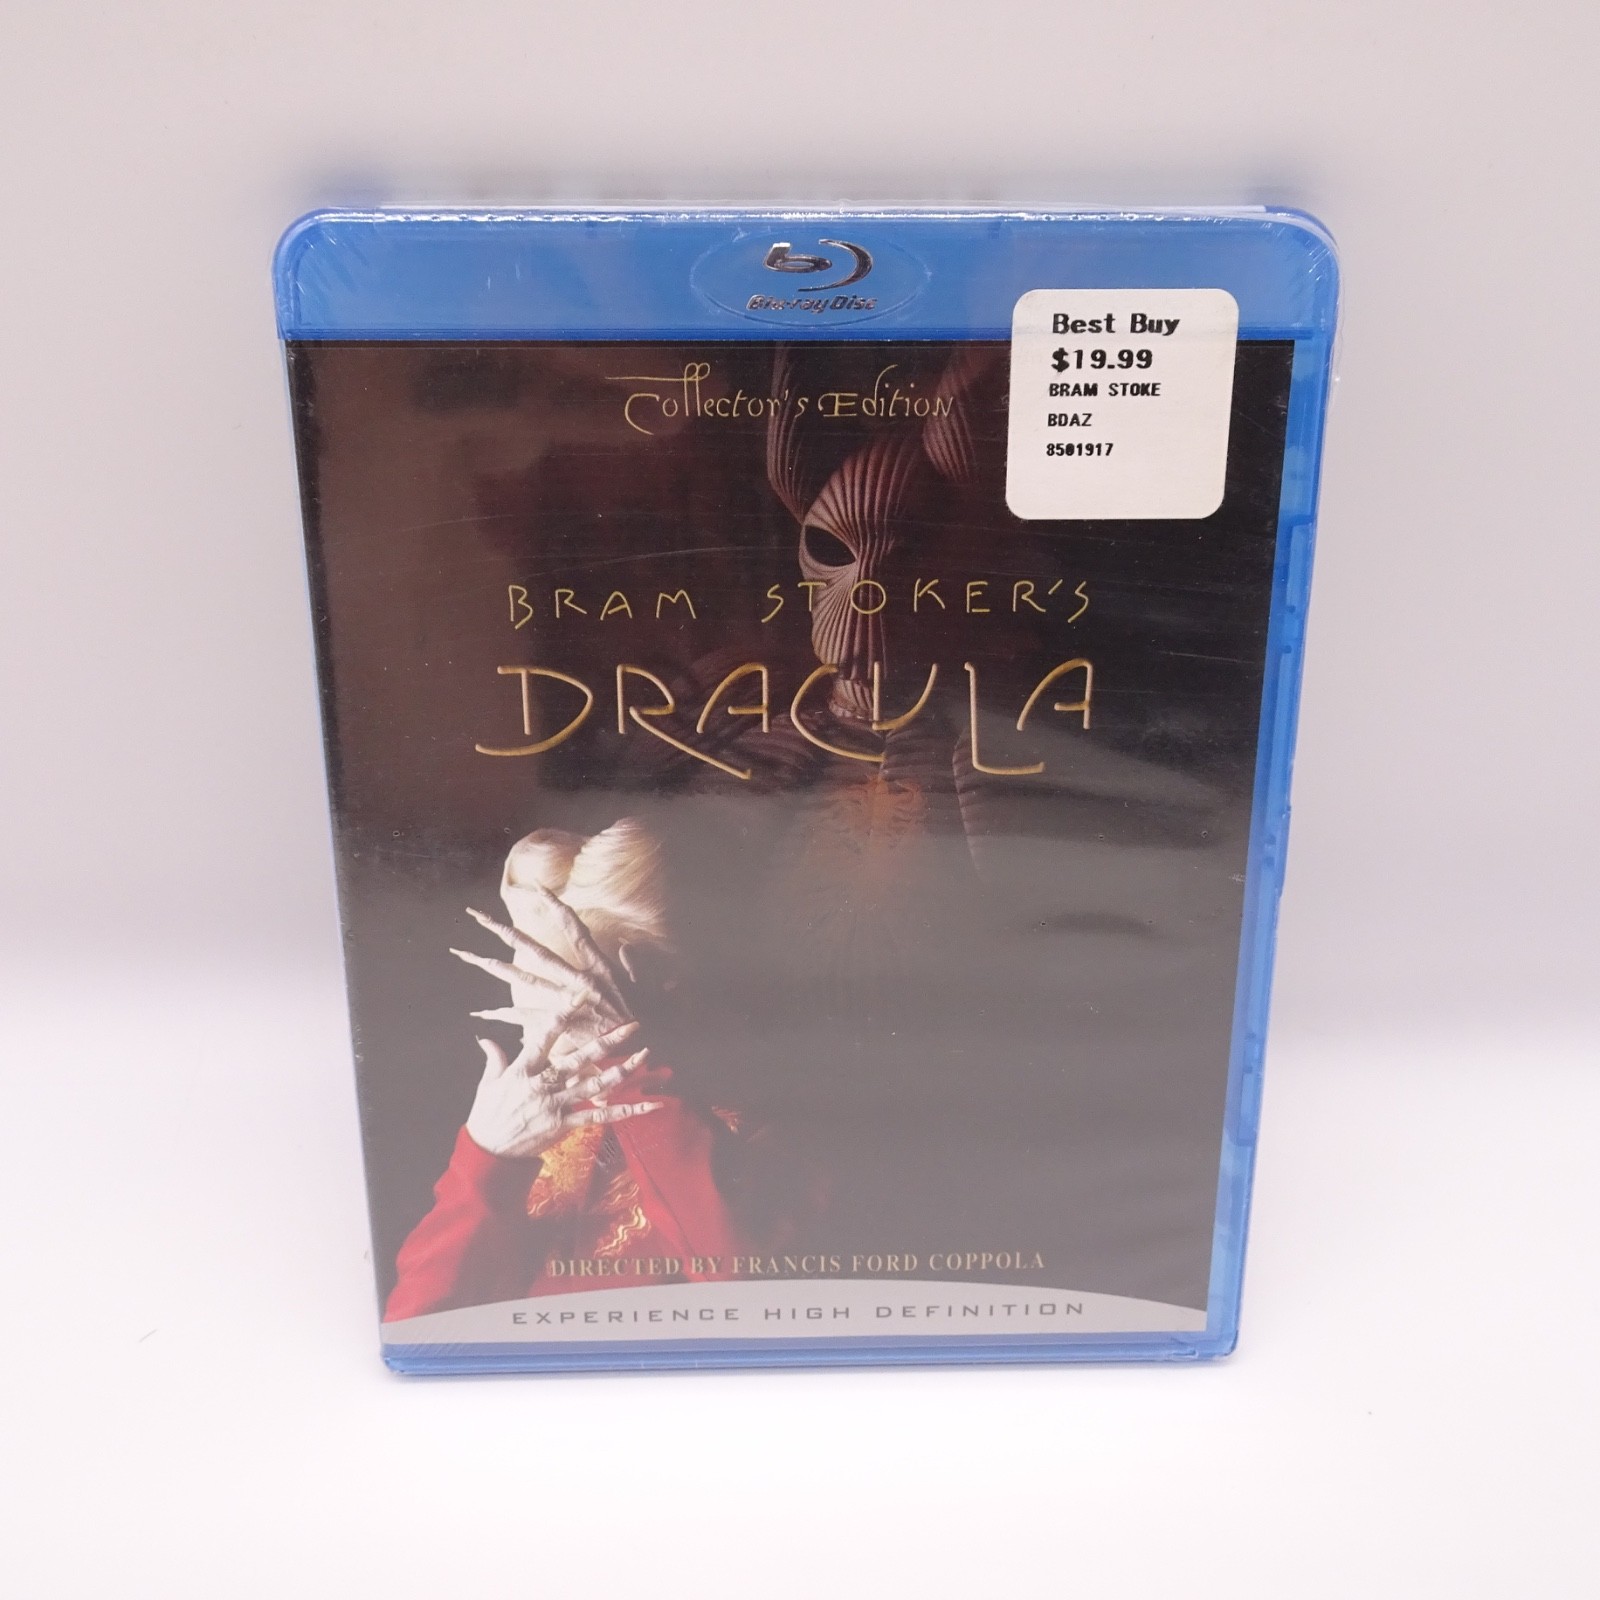 Blu-ray Disc
Best Buy
$19.99
BRAM STOKE
BDAZ
8501917
Collector's Edition
BRAM STOKER'S
DRACULA
DIRECTED BY FRANCIS FORD COPPOLA
EXPERIENCE HIGH DEFINITION